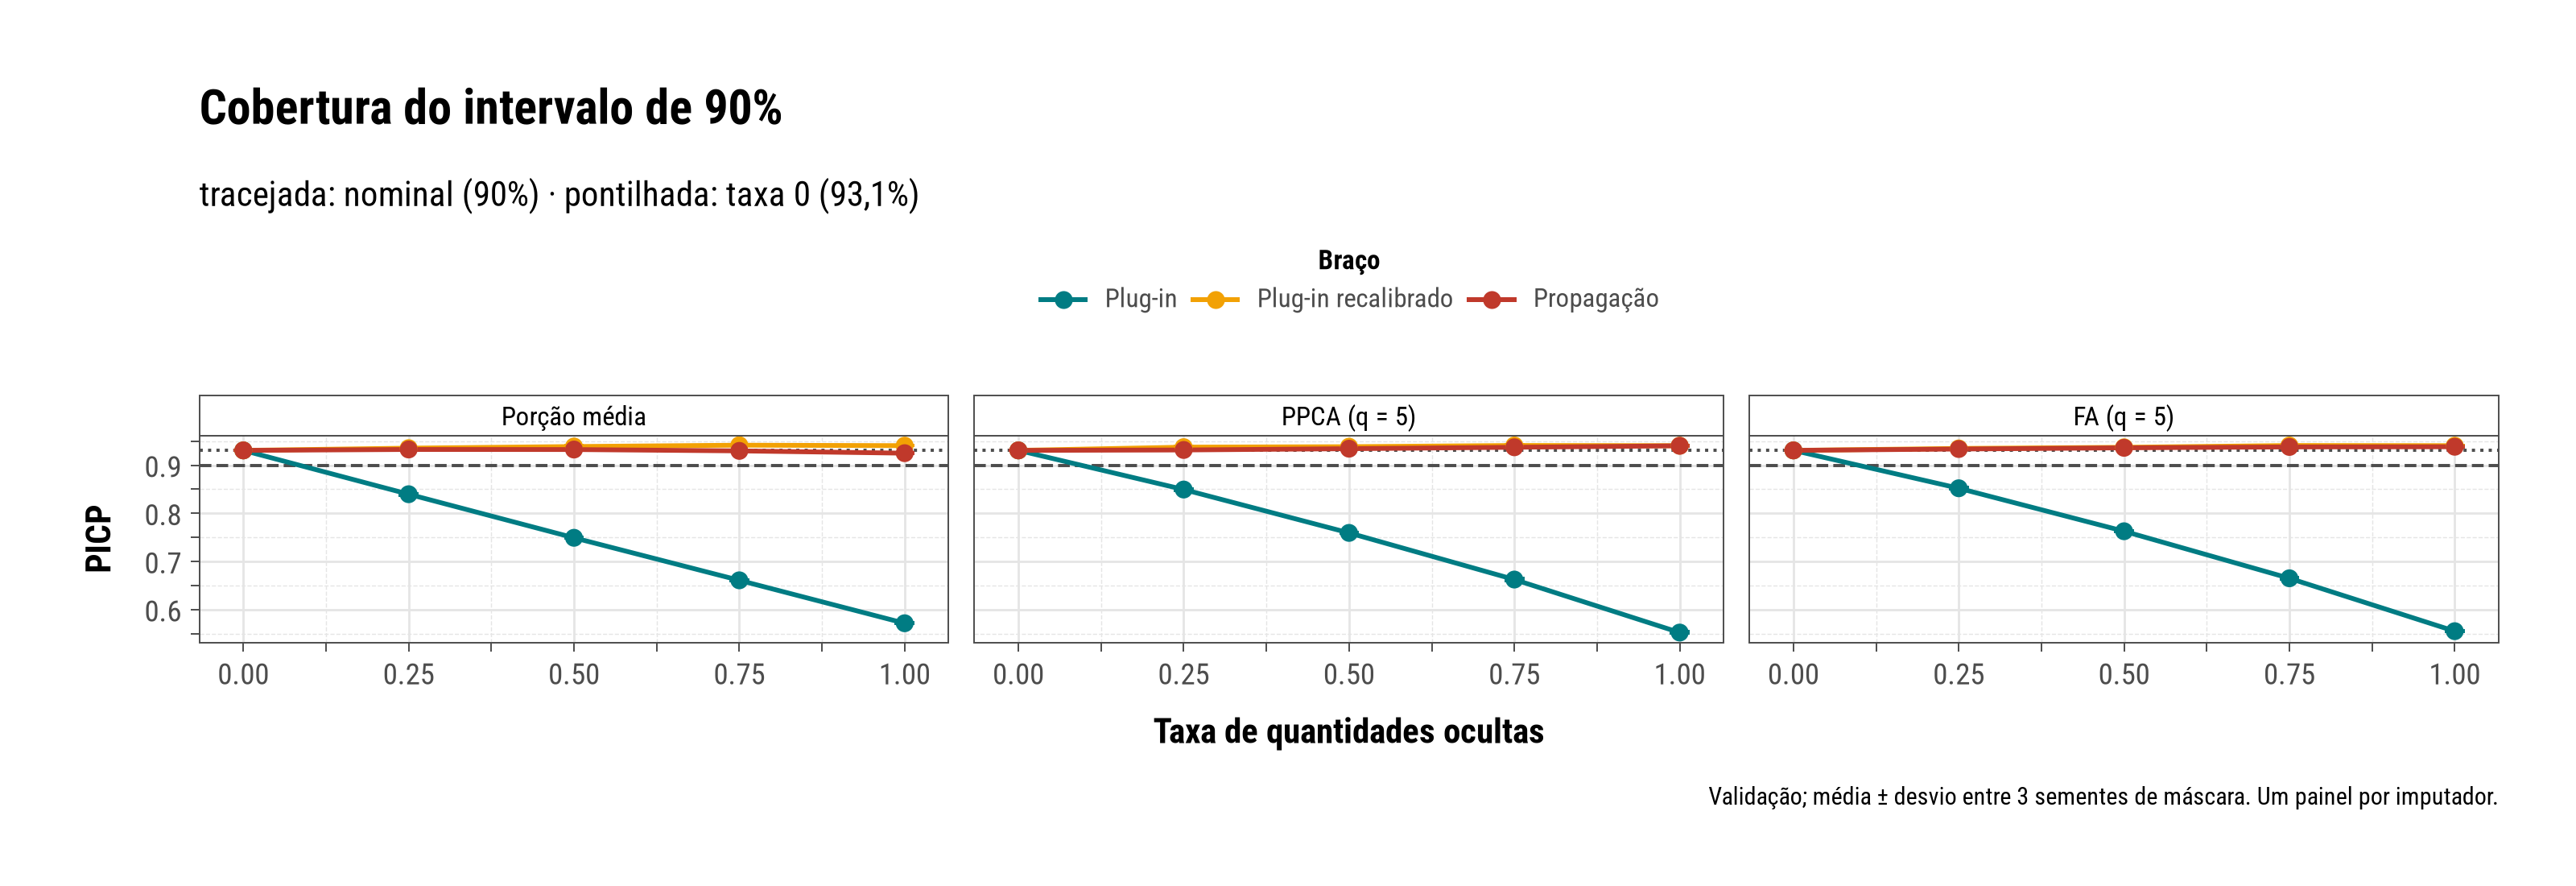 Cobertura do intervalo de 90%
tracejada: nominal (90%) · pontilhada: taxa 0 (93,1%)
Braço
Plug-in Plug-in recalibrado Propagação
Porção média PPCA (q = 5) FA (q = 5)
PICP
0.9
0.8
0.7
0.6
0.00 0.25 0.50 0.75 1.00 0.00 0.25 0.50 0.75 1.00 0.00 0.25 0.50 0.75 1.00
Taxa de quantidades ocultas
Validação; média ± desvio entre 3 sementes de máscara. Um painel por imputador.